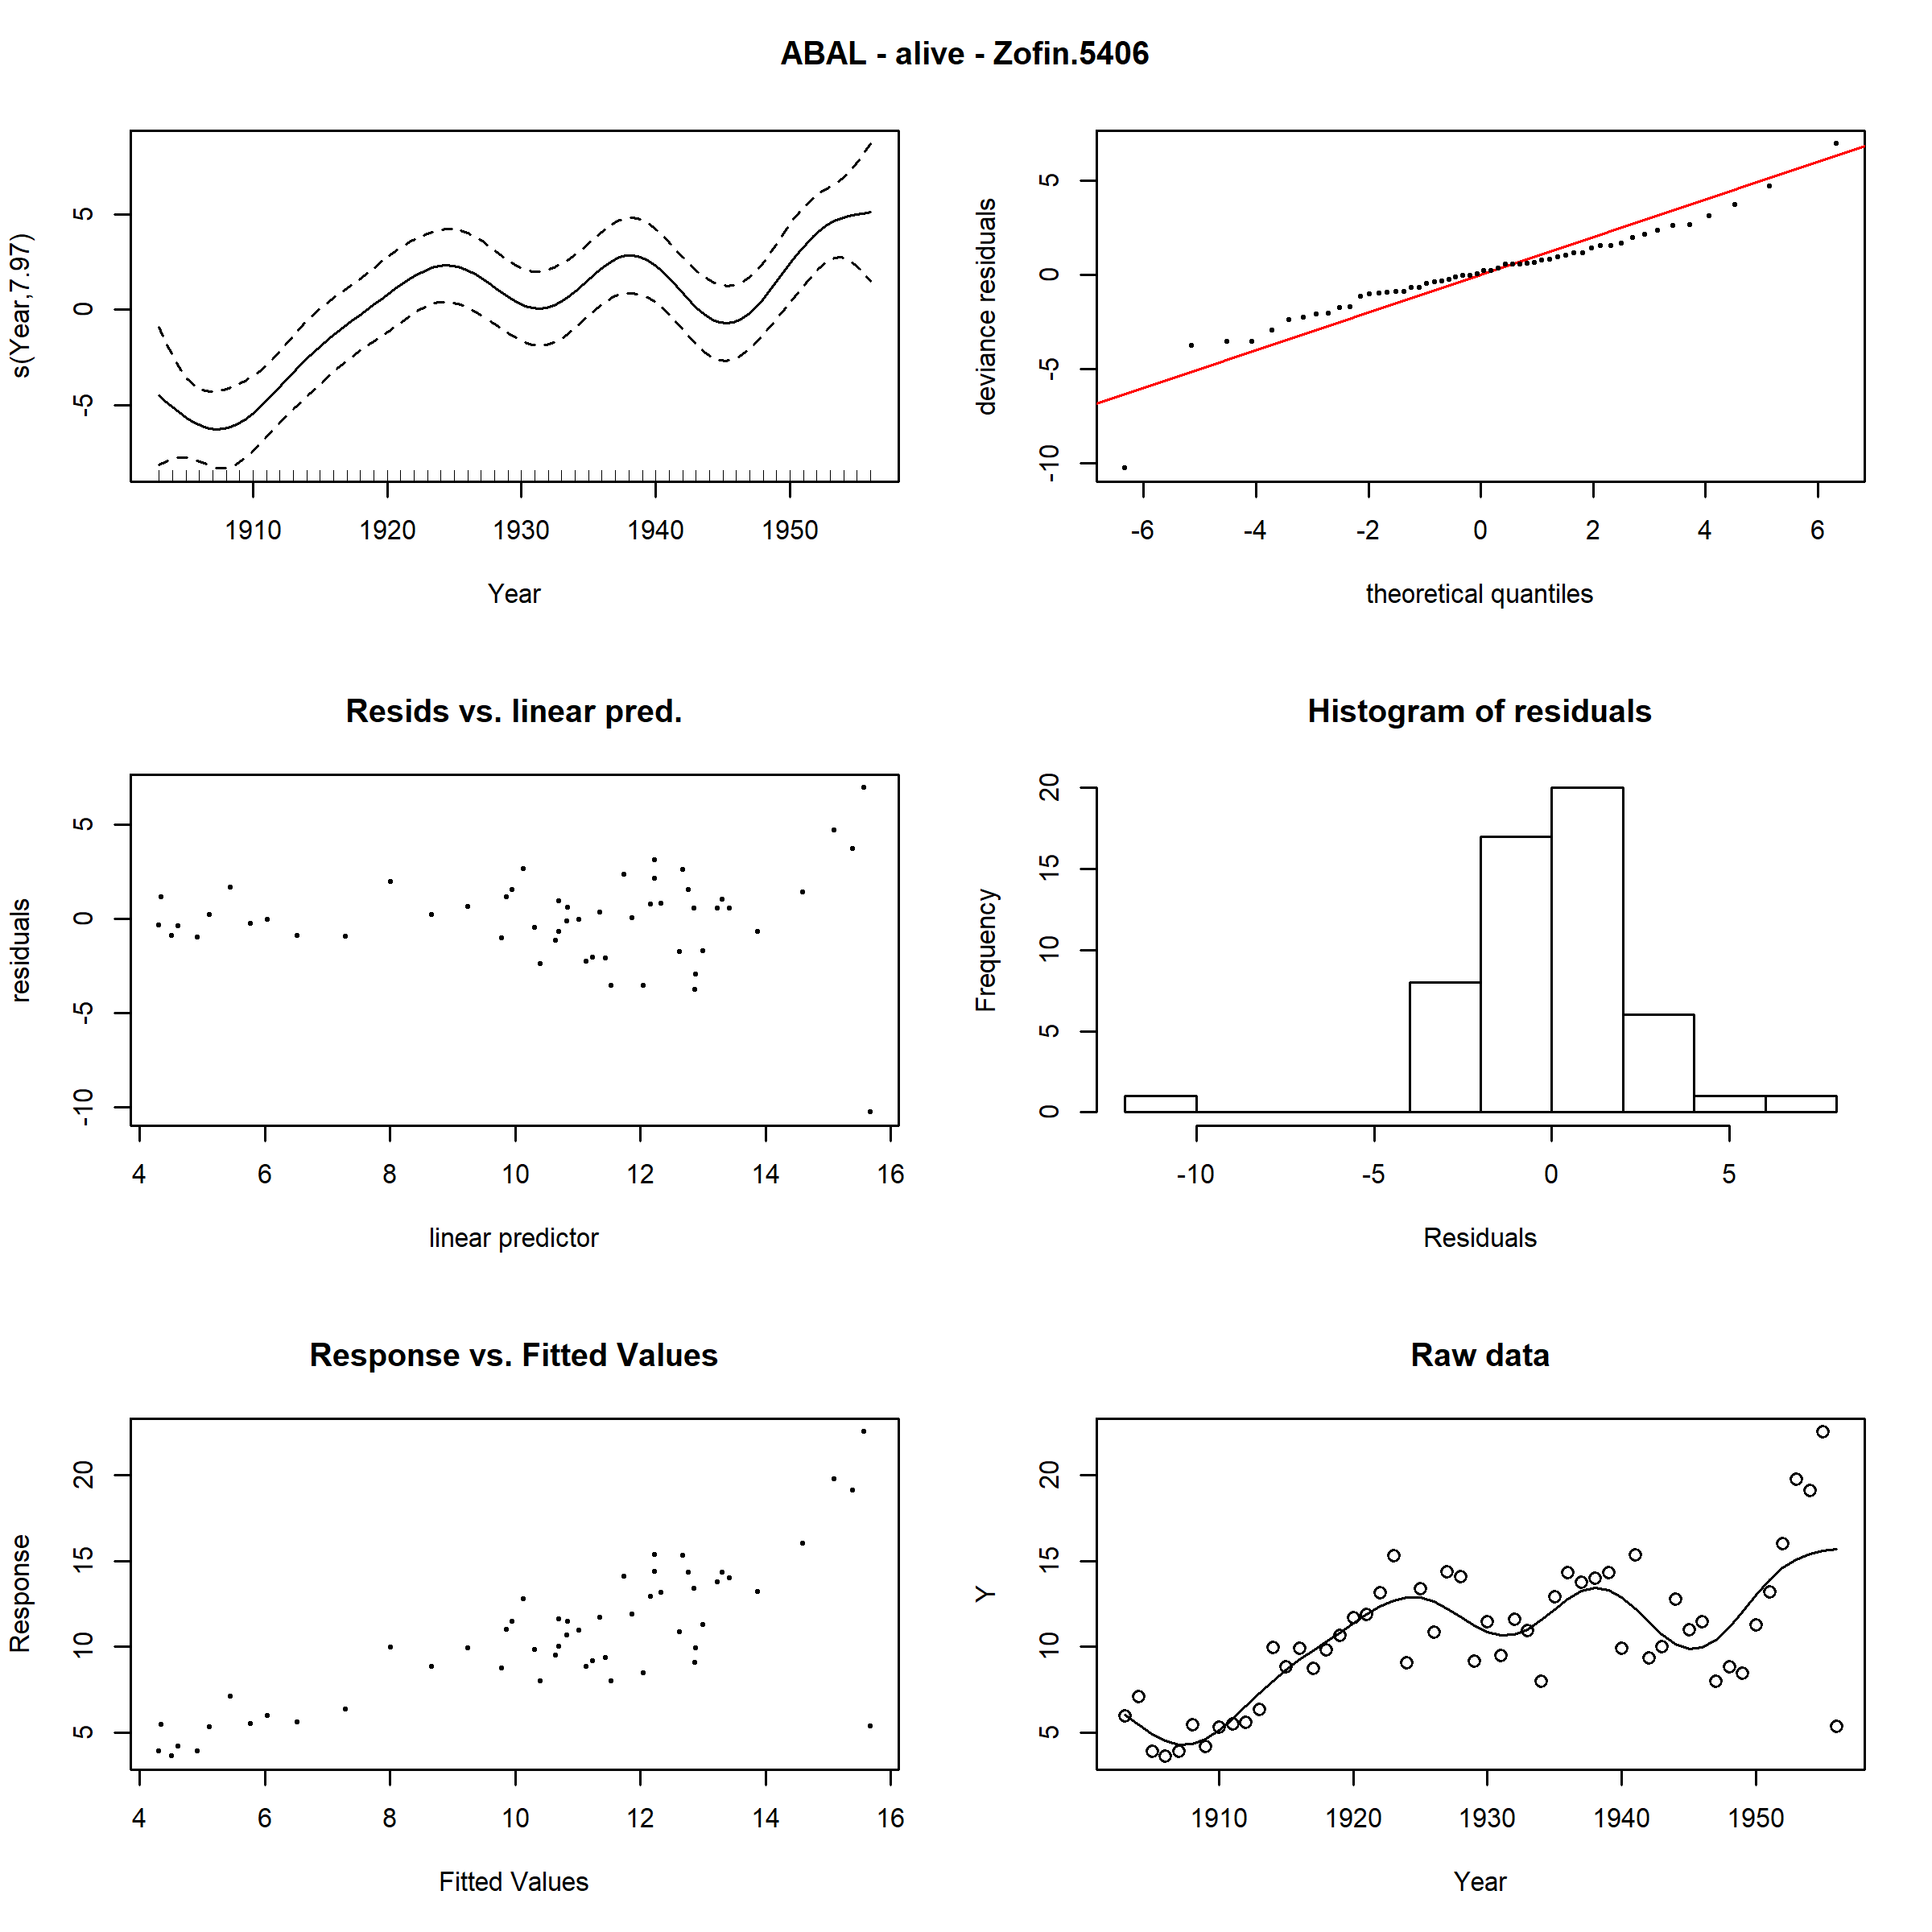 ABAL - alive - Zofin.5406
s(Year,7.97)
5
0
-5
1910 1920 1930 1940 1950
Year
deviance residuals
5
0
-5
-10
-6 -4 -2 0 2 4 6
theoretical quantiles
Resids vs. linear pred.
residuals
5
0
-5
-10
4 6 8 10 12 14 16
linear predictor
Histogram of residuals
Frequency
20
15
10
5
0
-10 -5 0 5
Residuals
Response vs. Fitted Values
Response
20
15
10
5
4 6 8 10 12 14 16
Fitted Values
Raw data
Y
20
15
10
5
1910 1920 1930 1940 1950
Year